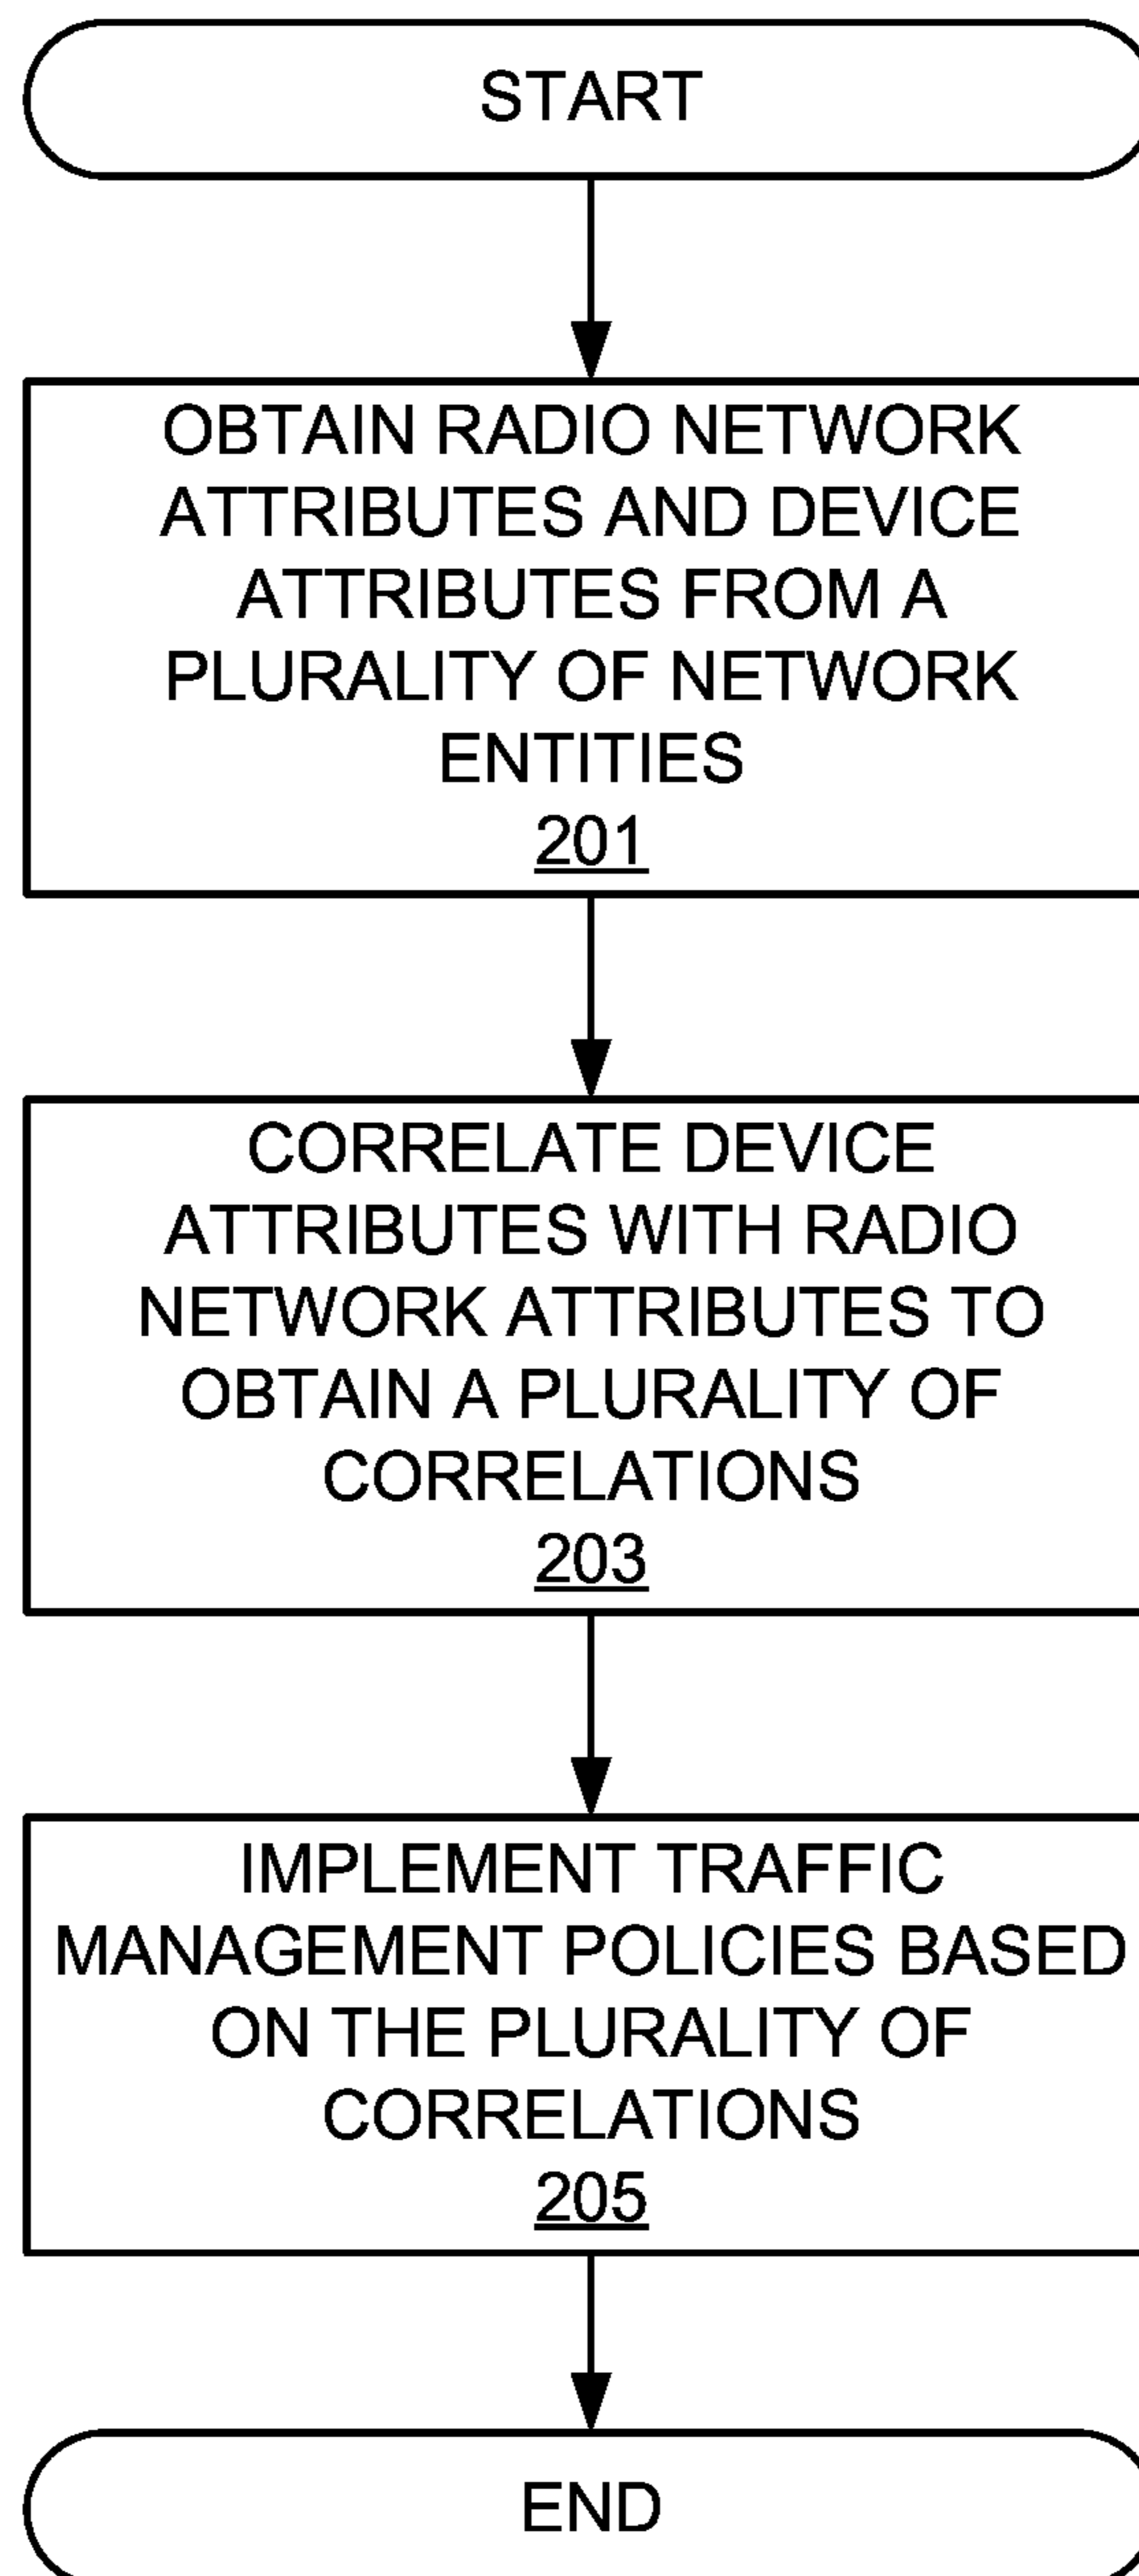 START
OBTAIN RADIO NETWORK
ATTRIBUTES AND DEVICE
ATTRIBUTES FROM A
PLURALITY OF NETWORK
ENTITIES
201
CORRELATE DEVICE
ATTRIBUTES WITH RADIO
NETWORK ATTRIBUTES TO
OBTAIN A PLURALITY OF
CORRELATIONS
203
IMPLEMENT TRAFFIC
MANAGEMENT POLICIES BASED
ON THE PLURALITY OF
CORRELATIONS
205
END